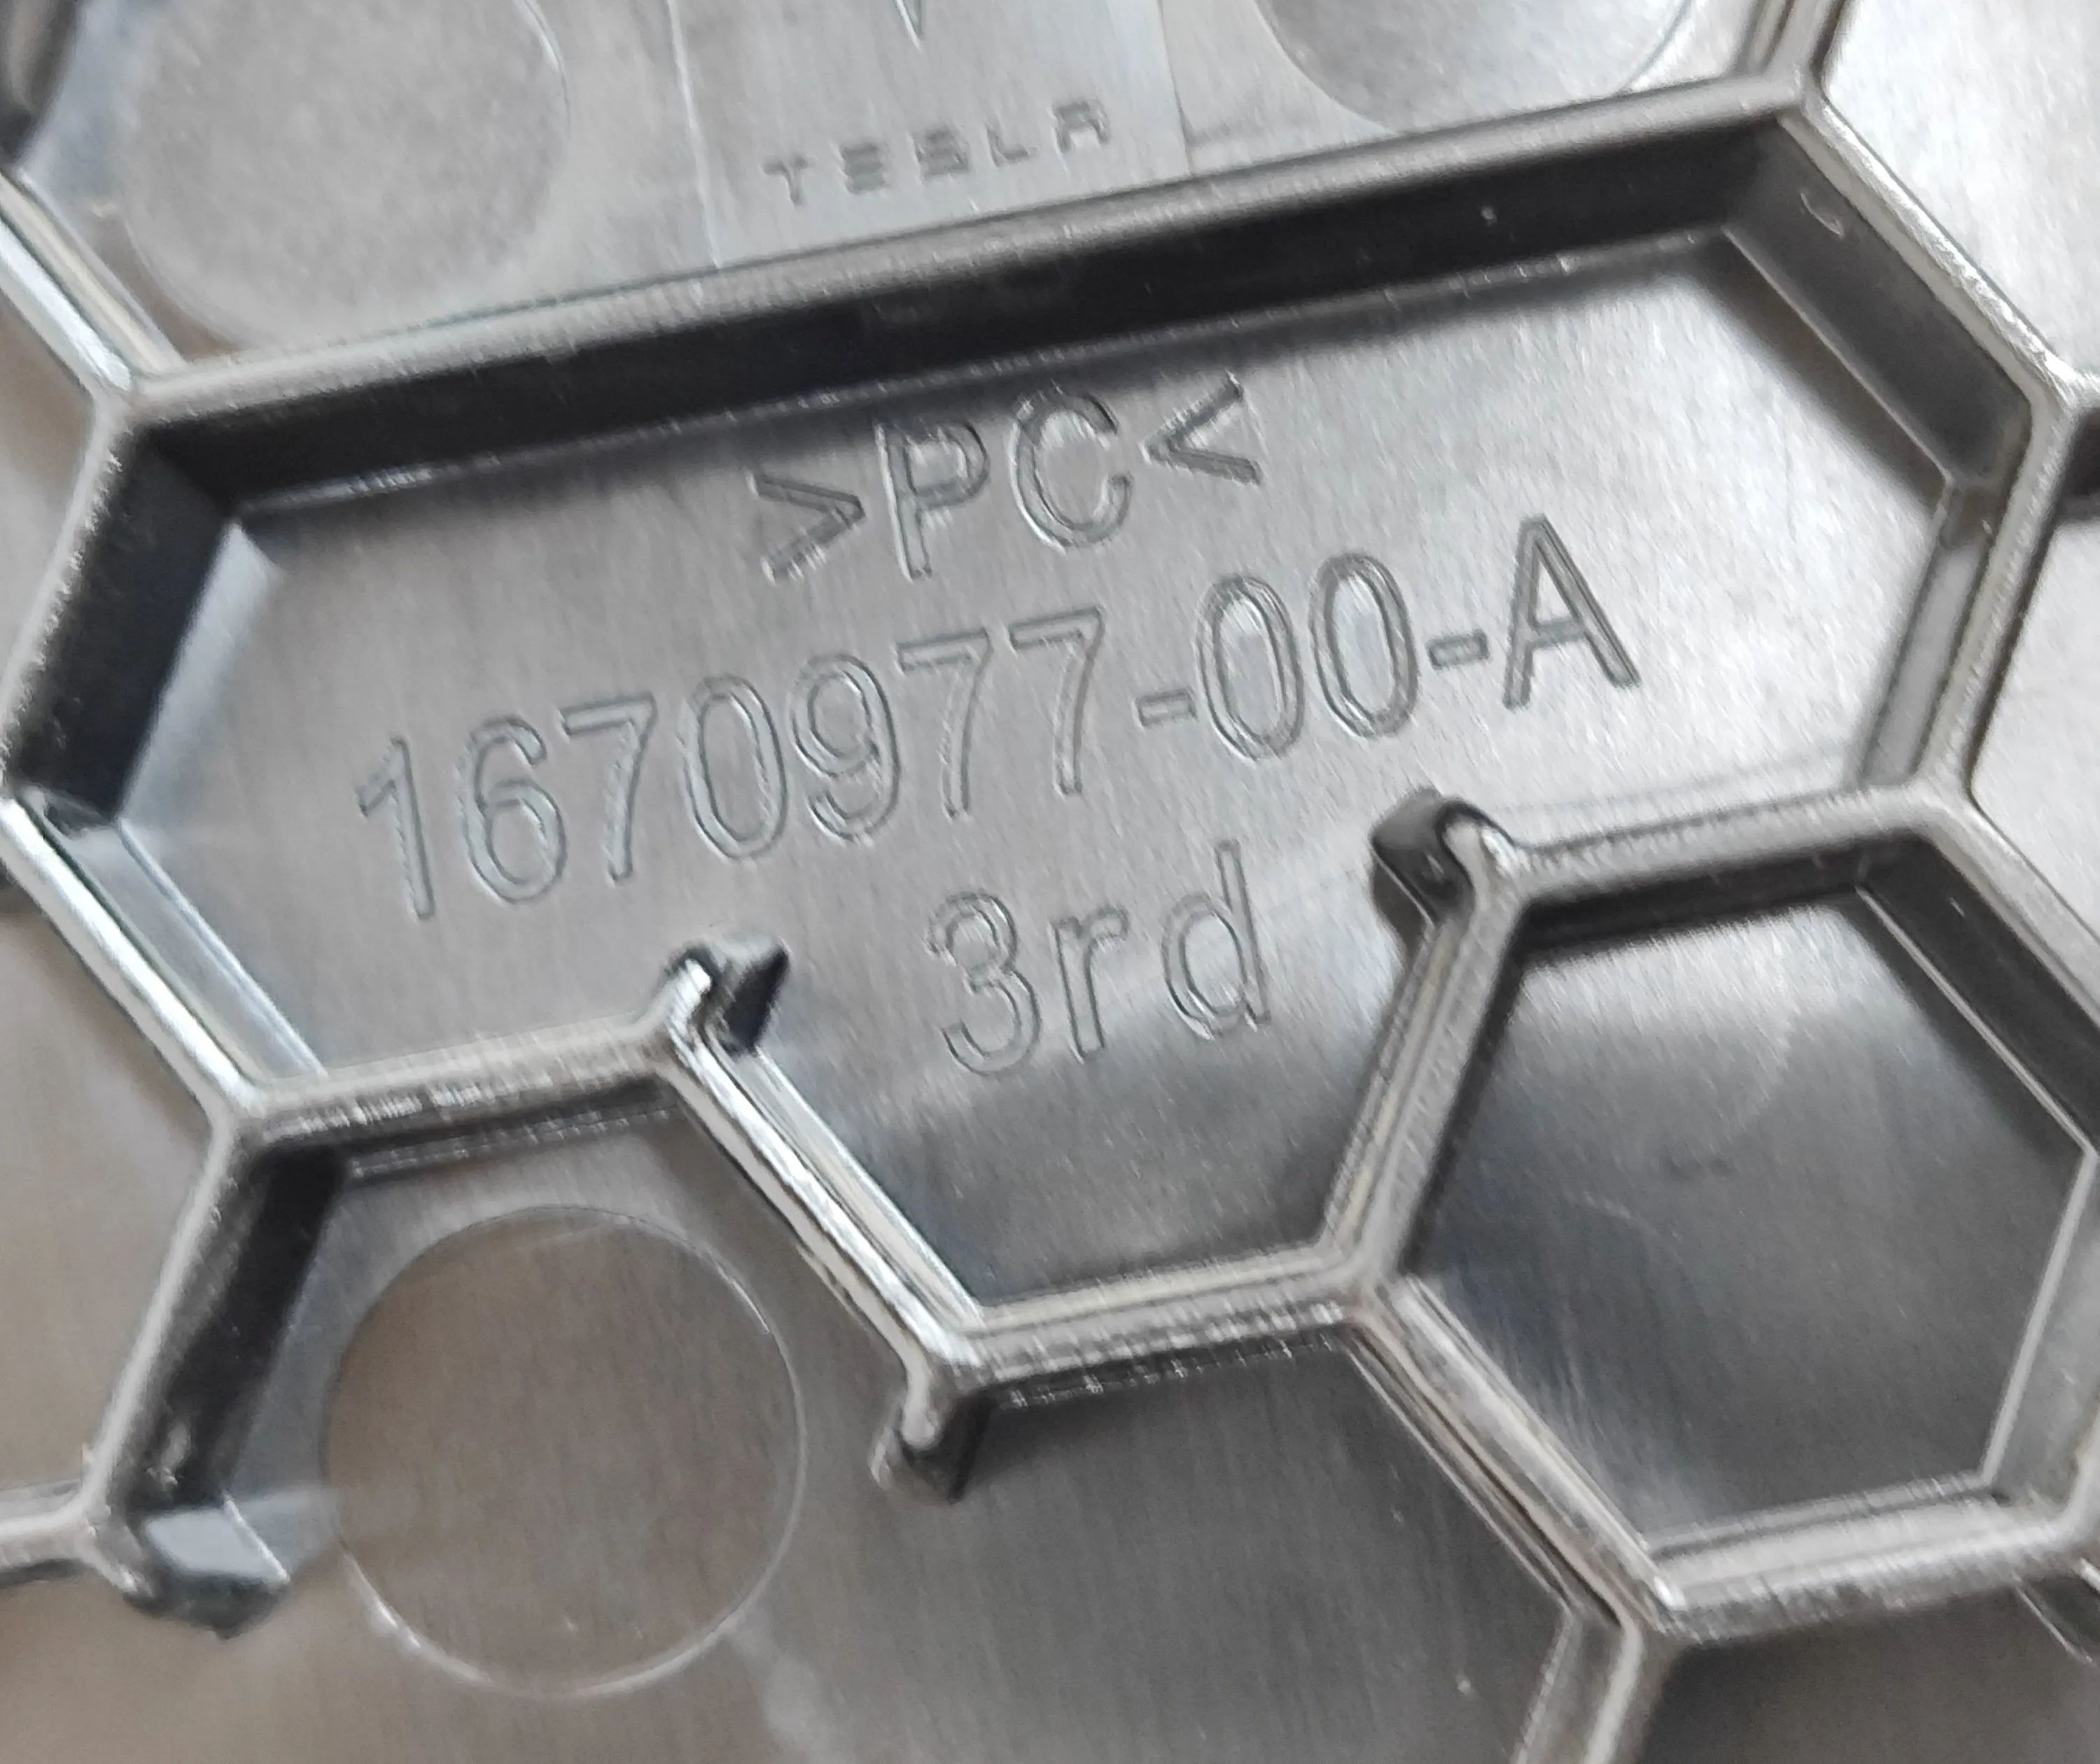 TESLA
>PC<
1670977-00-A
3rd